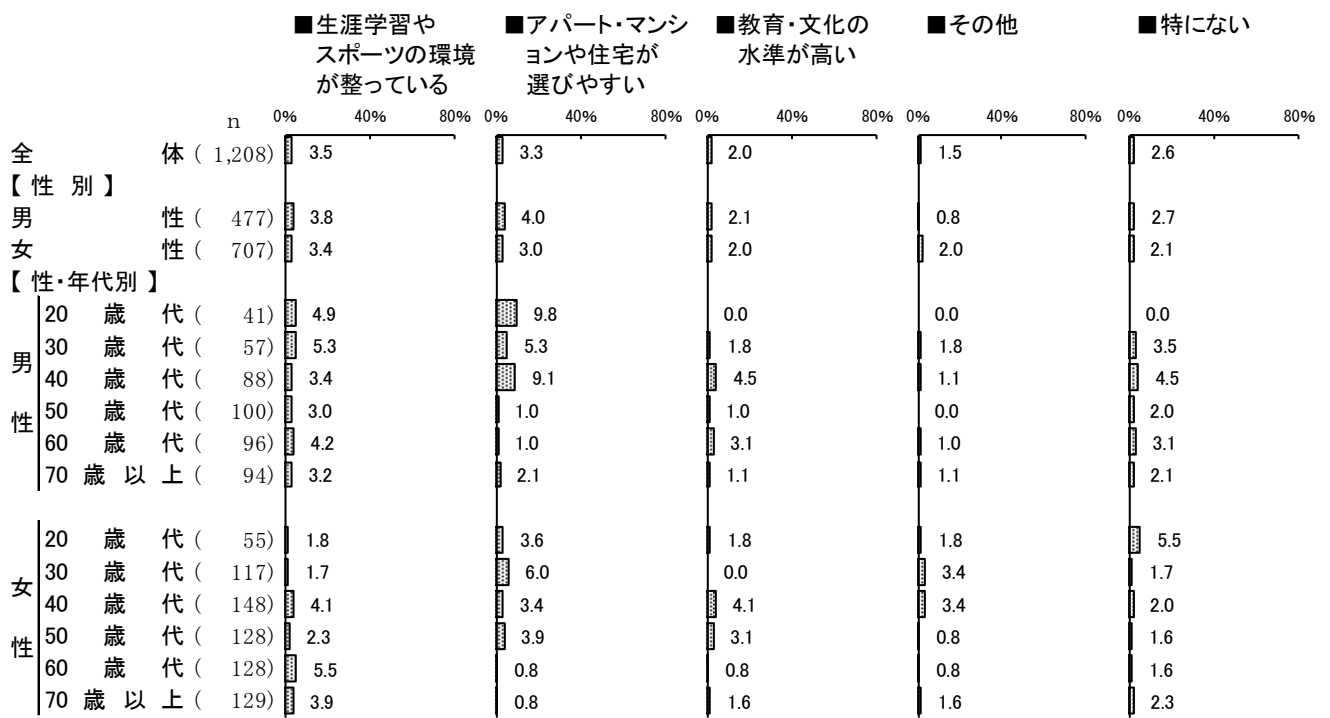 ■生涯学習や
スポーツの環境
が整っている
■アパート・マンシ
ョンや住宅が
選びやすい
■教育・文化の
水準が高い
■その他
■特にない
n 0% 40% 80% 0% 40% 80% 0% 40% 80% 0% 40% 80% 0% 40% 80%
全体 ( 1,208) 3.5 3.3 2.0 1.5 2.6
【 性 別 】
男性 ( 477) 3.8 4.0 2.1 0.8 2.7
女性 ( 707) 3.4 3.0 2.0 2.0 2.1
【 性・年代別 】
男性
20 歳 代 ( 41) 4.9 9.8 0.0 0.0 0.0
30 歳 代 ( 57) 5.3 5.3 1.8 1.8 3.5
40 歳 代 ( 88) 3.4 9.1 4.5 1.1 4.5
50 歳 代 ( 100) 3.0 1.0 1.0 0.0 2.0
60 歳 代 ( 96) 4.2 1.0 3.1 1.0 3.1
70 歳 以 上 ( 94) 3.2 2.1 1.1 1.1 2.1
女性
20 歳 代 ( 55) 1.8 3.6 1.8 1.8 5.5
30 歳 代 ( 117) 1.7 6.0 0.0 3.4 1.7
40 歳 代 ( 148) 4.1 3.4 4.1 3.4 2.0
50 歳 代 ( 128) 2.3 3.9 3.1 0.8 1.6
60 歳 代 ( 128) 5.5 0.8 0.8 0.8 1.6
70 歳 以 上 ( 129) 3.9 0.8 1.6 1.6 2.3